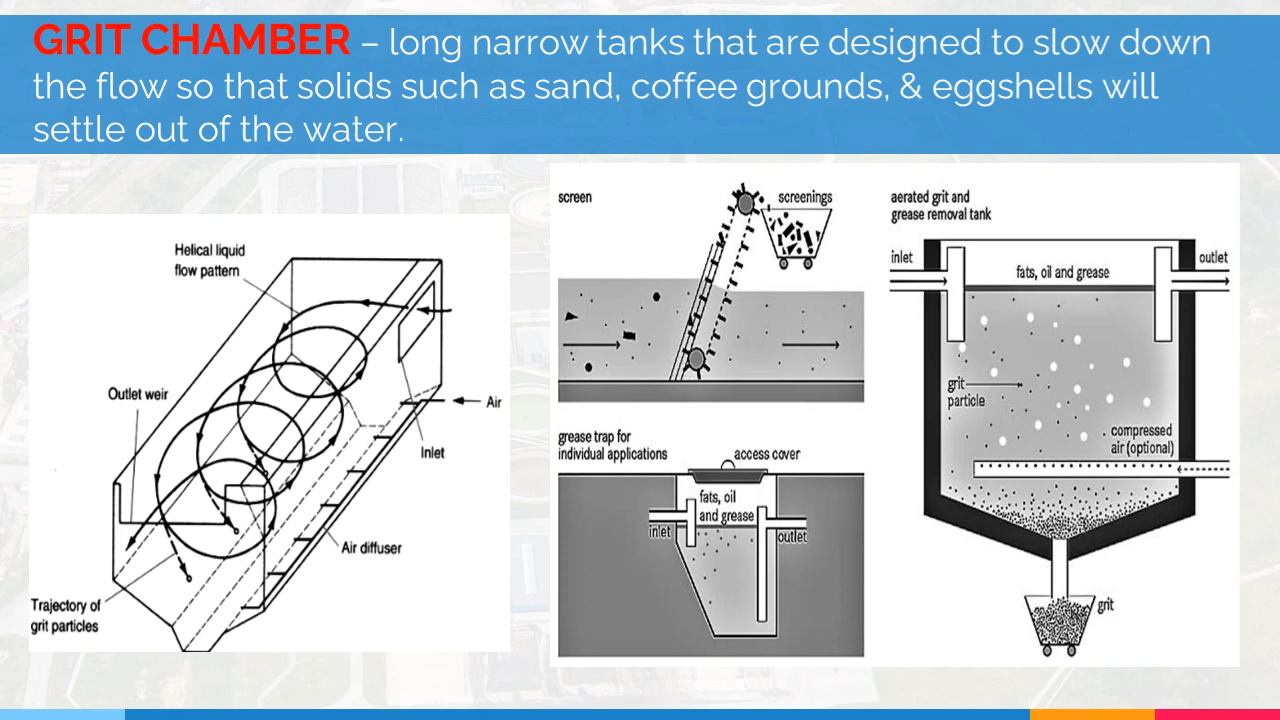 GRIT CHAMBER – long narrow tanks that are designed to slow down
the flow so that solids such as sand, coffee grounds, & eggshells will
settle out of the water.
Helical liquid
flow pattern
Outlet weir
Air
Inlet
Air diffuser
Trajectory of
grit particles
screen
screenings
grease trap for
individual applications
access cover
fats, oil
and grease
inlet
outlet
aerated grit and
grease removal tank
inlet
outlet
fats, oil and grease
grit
particle
compressed
air (optional)
grit